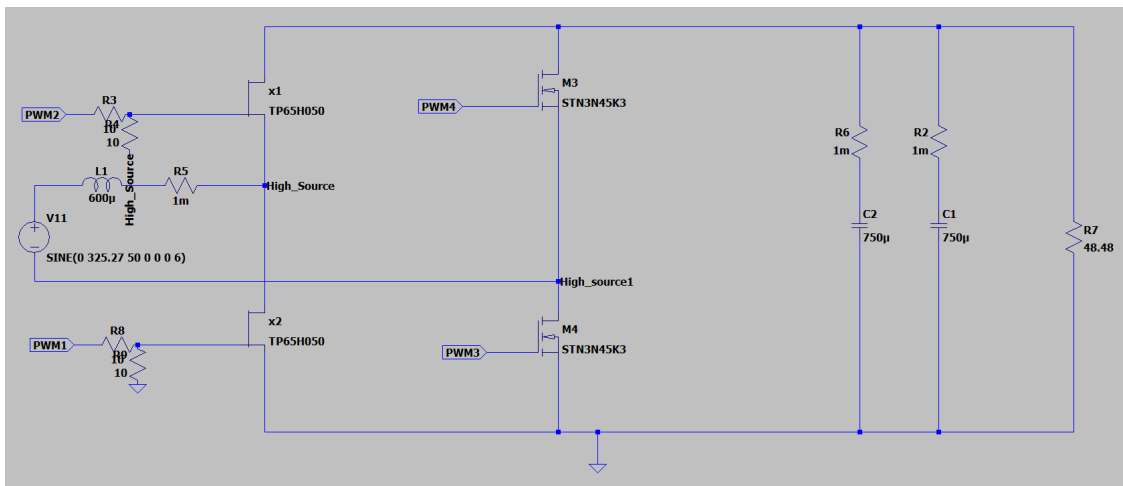 x1
TP65H050
M3
STN3N45K3
PWM2
R3
10
R4
10
PWM4
High_Source
L1
600µ
R5
1m
High_Source
V11
SINE(0 325.27 50 0 0 0 6)
High_source1
R6
1m
R2
1m
C2
750µ
C1
750µ
R7
48.48
x2
TP65H050
M4
STN3N45K3
PWM1
R8
10
R9
10
PWM3